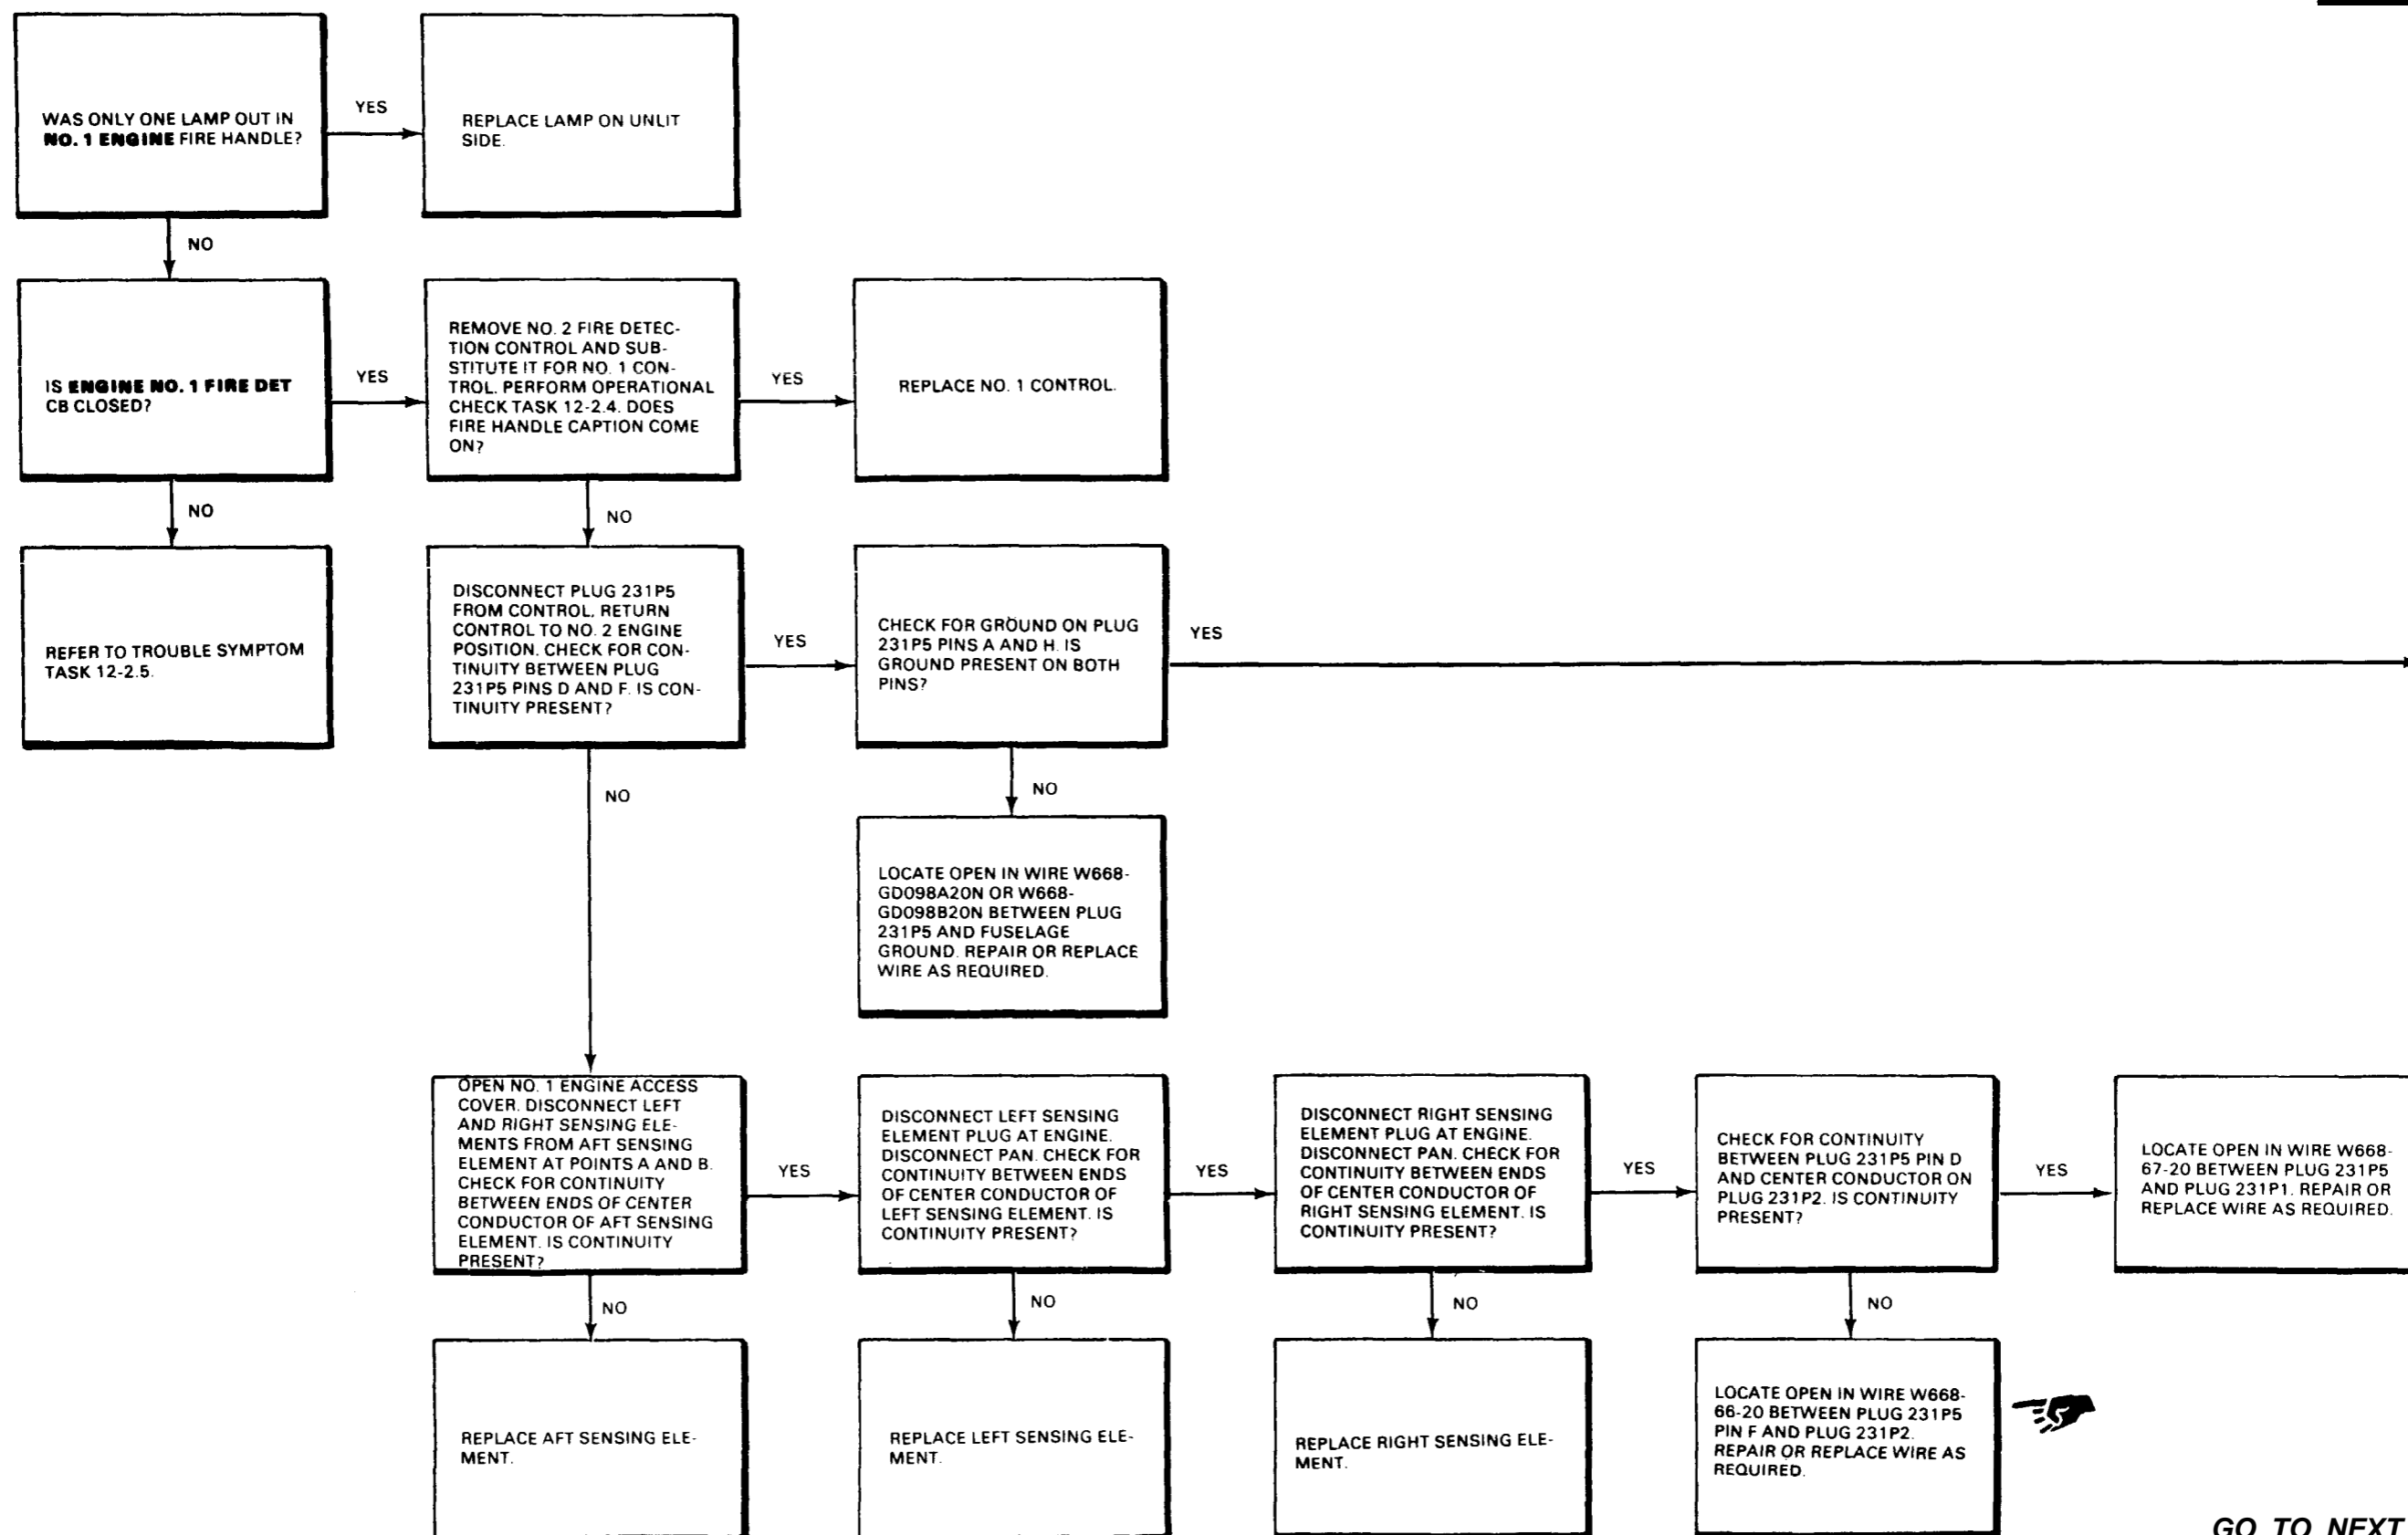 WAS ONLY ONE LAMP OUT IN
NO. 1 ENGINE FIRE HANDLE?
YES
REPLACE LAMP ON UNLIT
SIDE.
NO
IS ENGINE NO. 1 FIRE DET
CB CLOSED?
YES
REMOVE NO. 2 FIRE DETEC-
TION CONTROL AND SUB-
STITUTE IT FOR NO. 1 CON-
TROL. PERFORM OPERATIONAL
CHECK TASK 12-2.4. DOES
FIRE HANDLE CAPTION COME
ON?
YES
REPLACE NO. 1 CONTROL.
NO
NO
REFER TO TROUBLE SYMPTOM
TASK 12-2.5.
DISCONNECT PLUG 231P5
FROM CONTROL. RETURN
CONTROL TO NO. 2 ENGINE
POSITION. CHECK FOR CON-
TINUITY BETWEEN PLUG
231P5 PINS D AND F. IS CON-
TINUITY PRESENT?
YES
CHECK FOR GROUND ON PLUG
231P5 PINS A AND H. IS
GROUND PRESENT ON BOTH
PINS?
YES
NO
NO
LOCATE OPEN IN WIRE W668-
GD098A20N OR W668-
GD098B20N BETWEEN PLUG
231P5 AND FUSELAGE
GROUND. REPAIR OR REPLACE
WIRE AS REQUIRED.
OPEN NO. 1 ENGINE ACCESS
COVER. DISCONNECT LEFT
AND RIGHT SENSING ELE-
MENTS FROM AFT SENSING
ELEMENT AT POINTS A AND B.
CHECK FOR CONTINUITY
BETWEEN ENDS OF CENTER
CONDUCTOR OF AFT SENSING
ELEMENT. IS CONTINUITY
PRESENT?
YES
DISCONNECT LEFT SENSING
ELEMENT PLUG AT ENGINE.
DISCONNECT PAN. CHECK FOR
CONTINUITY BETWEEN ENDS
OF CENTER CONDUCTOR OF
LEFT SENSING ELEMENT. IS
CONTINUITY PRESENT?
YES
DISCONNECT RIGHT SENSING
ELEMENT PLUG AT ENGINE.
DISCONNECT PAN. CHECK FOR
CONTINUITY BETWEEN ENDS
OF CENTER CONDUCTOR OF
RIGHT SENSING ELEMENT. IS
CONTINUITY PRESENT?
YES
CHECK FOR CONTINUITY
BETWEEN PLUG 231P5 PIN D
AND CENTER CONDUCTOR ON
PLUG 231P2. IS CONTINUITY
PRESENT?
YES
LOCATE OPEN IN WIRE W668-
67-20 BETWEEN PLUG 231P5
AND PLUG 231P1. REPAIR OR
REPLACE WIRE AS REQUIRED.
NO
NO
NO
NO
REPLACE AFT SENSING ELE-
MENT.
REPLACE LEFT SENSING ELE-
MENT.
REPLACE RIGHT SENSING ELE-
MENT.
LOCATE OPEN IN WIRE W668-
66-20 BETWEEN PLUG 231P5
PIN F AND PLUG 231P2.
REPAIR OR REPLACE WIRE AS
REQUIRED.
GO TO NEXT